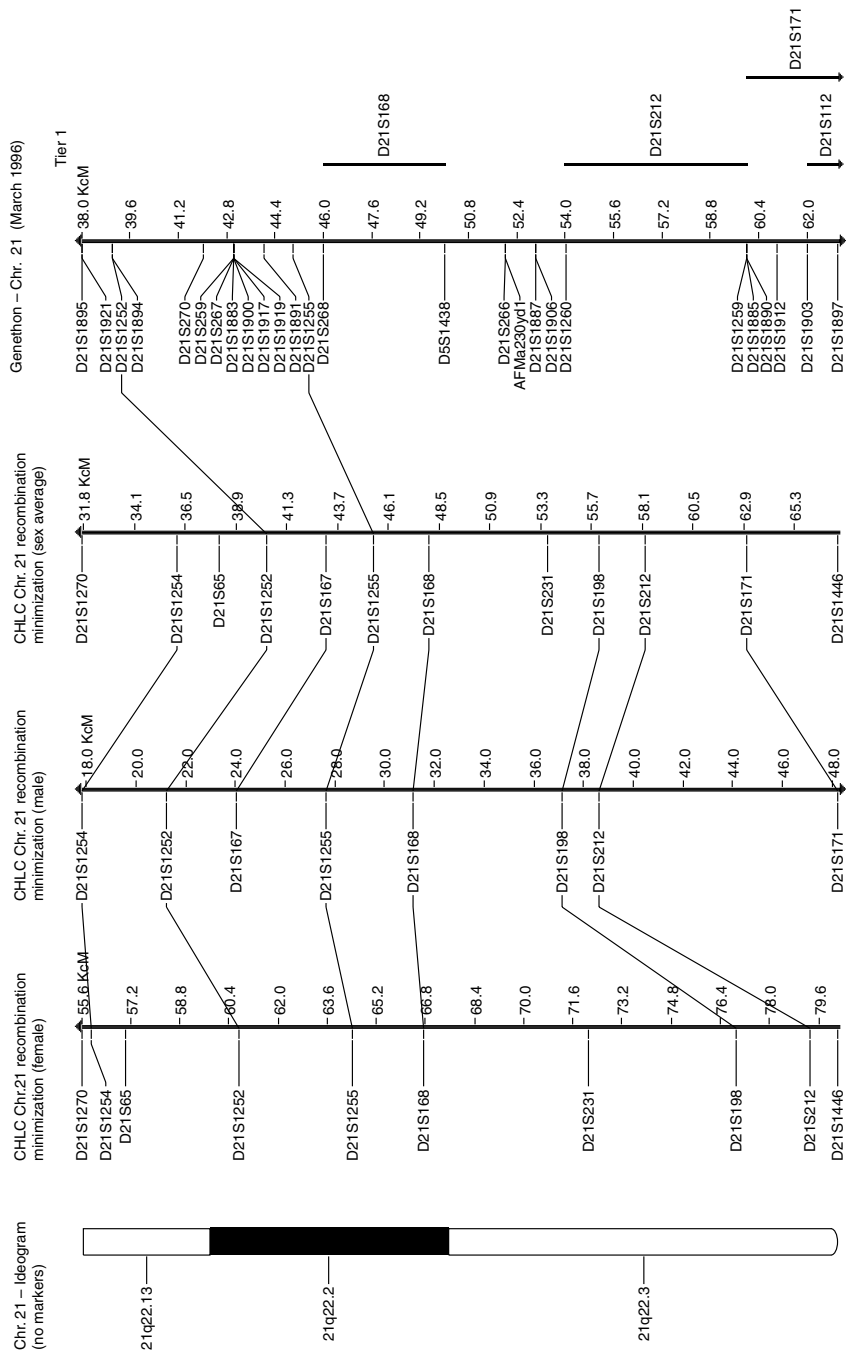 Chr. 21 – Ideogram
(no markers)
21q22.13
21q22.2
21q22.3
CHLC Chr.21 recombination
minimization (female)
55.6 KcM
57.2
58.8
60.4
62.0
63.6
65.2
66.8
68.4
70.0
71.6
73.2
74.8
76.4
78.0
79.6
D21S1270
D21S1254
D21S65
D21S1252
D21S1255
D21S168
D21S231
D21S198
D21S212
D21S1446
CHLC Chr. 21 recombination
minimization (male)
18.0 KcM
20.0
22.0
24.0
26.0
28.0
30.0
32.0
34.0
36.0
38.0
40.0
42.0
44.0
46.0
48.0
D21S1254
D21S1252
D21S167
D21S1255
D21S168
D21S198
D21S212
D21S171
CHLC Chr. 21 recombination
minimization (sex average)
31.8 KcM
34.1
36.5
38.9
41.3
43.7
46.1
48.5
50.9
53.3
55.7
58.1
60.5
62.9
65.3
D21S1270
D21S1254
D21S65
D21S1252
D21S167
D21S1255
D21S168
D21S231
D21S198
D21S212
D21S171
D21S1446
Genethon – Chr. 21 (March 1996)
38.0 KcM
39.6
41.2
42.8
44.4
46.0
47.6
49.2
50.8
52.4
54.0
55.6
57.2
58.8
60.4
62.0
D21S1895
D21S1921
D21S1252
D21S1894
D21S270
D21S259
D21S267
D21S1883
D21S1900
D21S1917
D21S1919
D21S1891
D21S1255
D21S268
D5S1438
D21S266
AFMa230yd1
D21S1887
D21S1906
D21S1260
D21S1259
D21S1885
D21S1890
D21S1912
D21S1903
D21S1897
Tier 1
D21S168
D21S212
D21S112
D21S171